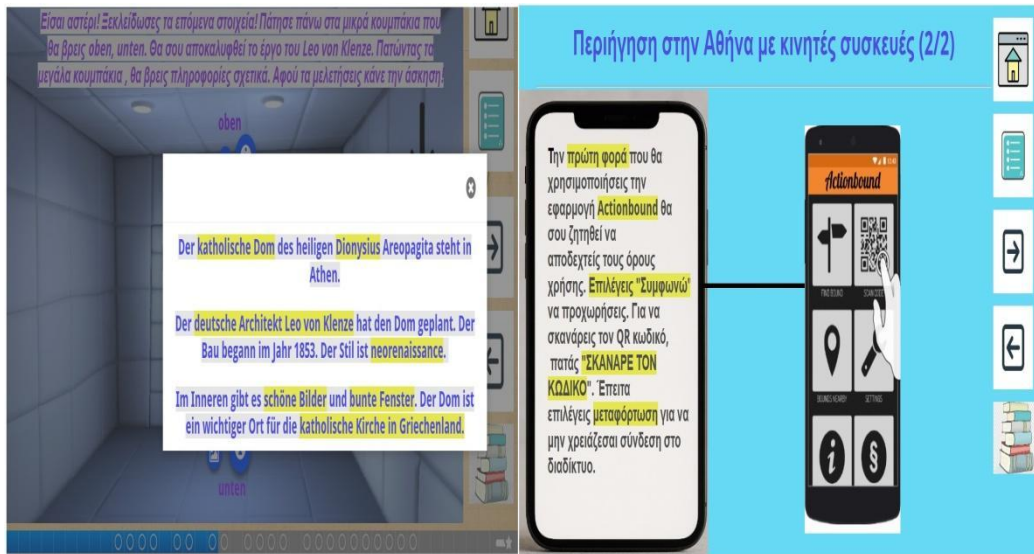 Είσαι αστέρι! Ξεκλείδωσες τα επόμενα στοιχεία! Πάτησε πάνω στα μικρά κουμπάκια που
θα βρεις oben, unten. Θα σου αποκαλυφθεί το έργο του Leo von Klenze. Πατώντας τα
μεγάλα κουμπάκια , θα βρεις πληροφορίες σχετικά. Αφού τα μελετήσεις κάνε την άσκηση!
oben
Der katholische Dom des heiligen Dionysius Areopagita steht in
Athen.
Der deutsche Architekt Leo von Klenze hat den Dom geplant. Der
Bau begann im Jahr 1853. Der Stil ist neorenaissance.
Im Inneren gibt es schöne Bilder und bunte Fenster. Der Dom ist
ein wichtiger Ort für die katholische Kirche in Griechenland.
unten
Περιήγηση στην Αθήνα με κινητές συσκευές (2/2)
Την πρώτη φορά που θα
χρησιμοποιήσεις την
εφαρμογή Actionbound θα
σου ζητηθεί να
αποδεχτείς τους όρους
χρήσης. Επιλέγεις "Συμφωνώ"
να προχωρήσεις. Για να
σκανάρεις τον QR κωδικό,
πατάς "ΣΚΑΝΑΡΕ ΤΟΝ
ΚΩΔΙΚΟ". Έπειτα
επιλέγεις μεταφόρτωση για να
μην χρειάζεσαι σύνδεση στο
διαδίκτυο.
Actionbound
FIND BOUND
SCAN CODE
BOUNDS NEARBY
SETTINGS